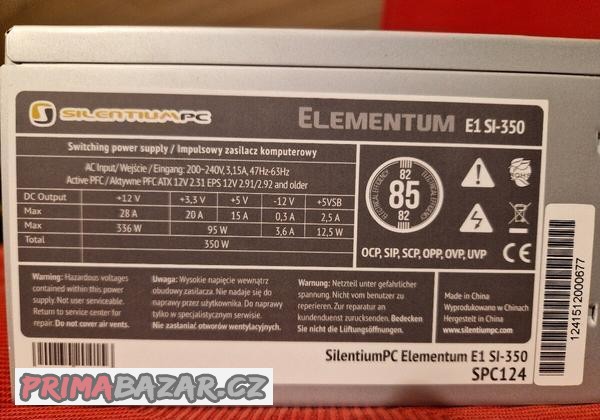 SILENTIUMPC
ELEMENTUM E1 SI-350
Switching power supply / Impulsowy zasilacz komputerowy
AC Input/ Wejście / Eingang: 200~240V, 3,15A, 47Hz-63Hz
Active PFC / Aktywne PFC ATX 12V 2.31 EPS 12V 2.91/2.92 and older
DC Output +12 V +3,3 V +5 V -12 V +5VSB
Max 28 A 20 A 15 A 0,3 A 2,5 A
Max 336 W 95 W 3,6 A 12,5 W
Total 350 W
82
85
82
OCP, SIP, SCP, OPP, OVP, UVP
RoHS
CE
Warning: Hazardous voltages
contained within this power
supply. Not user serviceable.
Return to service center for
repair. Do not cover air vents.
Uwaga: Wysokie napięcie wewnątrz
obudowy zasilacza. Nie nadaje się do
naprawy przez użytkownika. Do naprawy
tylko w specjalistycznym serwisie.
Nie zasłaniać otworów wentylacyjnych.
Warnung: Netzteil unter gefahrlicher
spannung. Nicht vom benutzer zu
repeirieren. Zur reparatur an
kundendienst zuruckzusenden. Bedecken
Sie nicht die Kuhlungsoffnungen.
Made in China
Wyprodukowano w Chinach
Hergestellt in China
www.silentiumpc.com
1241512000677
SilentiumPC Elementum E1 SI-350
SPC124
PRIMABAZAR.CZ